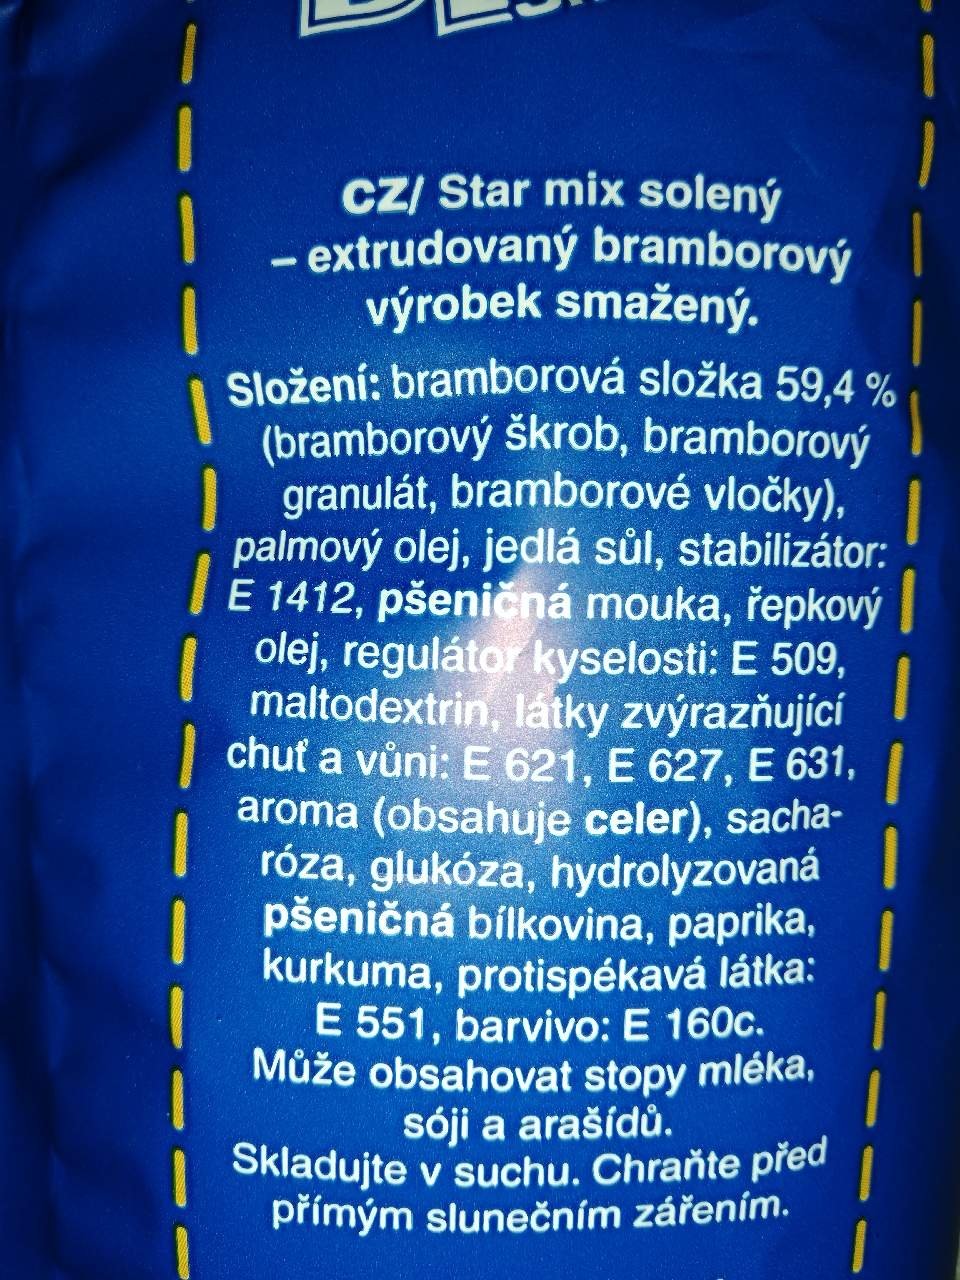 CZ/ Star mix solený
– extrudovaný bramborový
výrobek smažený.
Složení: bramborová složka 59,4 %
(bramborový škrob, bramborový
granulát, bramborové vločky),
palmový olej, jedlá sůl, stabilizátor:
E 1412, pšeničná mouka, řepkový
olej, regulátor kyselosti: E 509,
maltodextrin, látky zvýrazňující
chuť a vůni: E 621, E 627, E 631,
aroma (obsahuje celer), sacha-
róza, glukóza, hydrolyzovaná
pšeničná bílkovina, paprika,
kurkuma, protispékavá látka:
E 551, barvivo: E 160c.
Může obsahovat stopy mléka,
sóji a arašídů.
Skladujte v suchu. Chraňte před
přímým slunečním zářením.